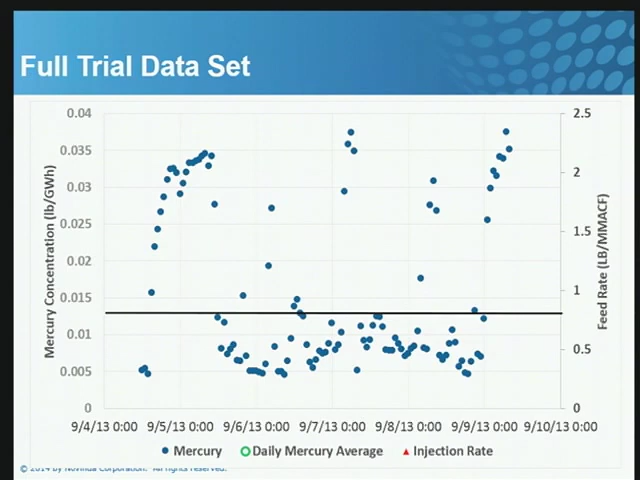 Full Trial Data Set
0.04
0.035
0.03
0.025
0.02
0.015
0.01
0.005
0
Mercury Concentration (lb/GWh)
2.5
2
1.5
1
0.5
0
Feed Rate (LB/MMACF)
9/4/13 0:00 9/5/13 0:00 9/6/13 0:00 9/7/13 0:00 9/8/13 0:00 9/9/13 0:00 9/10/13 0:00
Mercury Daily Mercury Average Injection Rate
© 2014 by Novinda Corporation. All rights reserved.